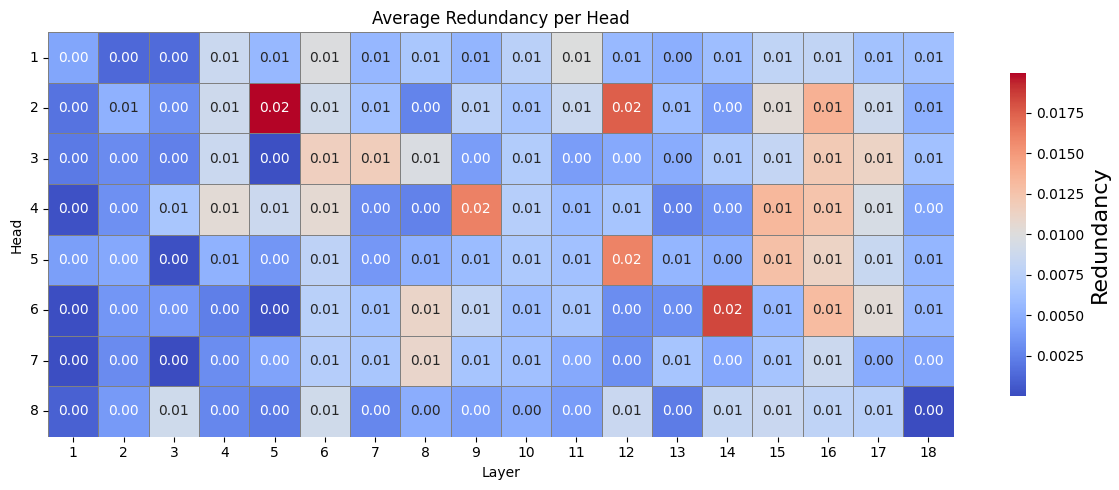 Average Redundancy per Head
1 0.00 0.00 0.00 0.01 0.01 0.01 0.01 0.01 0.01 0.01 0.01 0.01 0.00 0.01 0.01 0.01 0.01 0.01
2 0.00 0.01 0.00 0.01 0.02 0.01 0.01 0.00 0.01 0.01 0.01 0.02 0.01 0.00 0.01 0.01 0.01 0.01
3 0.00 0.00 0.00 0.01 0.00 0.01 0.01 0.01 0.00 0.01 0.00 0.00 0.00 0.01 0.01 0.01 0.01 0.01
4 0.00 0.00 0.01 0.01 0.01 0.01 0.00 0.00 0.02 0.01 0.01 0.01 0.00 0.00 0.01 0.01 0.01 0.00
5 0.00 0.00 0.00 0.01 0.00 0.01 0.00 0.01 0.01 0.01 0.01 0.02 0.01 0.00 0.01 0.01 0.01 0.01
6 0.00 0.00 0.00 0.00 0.00 0.01 0.01 0.01 0.01 0.01 0.01 0.00 0.00 0.02 0.01 0.01 0.01 0.01
7 0.00 0.00 0.00 0.00 0.00 0.01 0.01 0.01 0.01 0.01 0.00 0.00 0.01 0.00 0.01 0.01 0.00 0.00
8 0.00 0.00 0.01 0.00 0.00 0.01 0.00 0.00 0.00 0.00 0.00 0.01 0.00 0.01 0.01 0.01 0.01 0.00
Head
1 2 3 4 5 6 7 8 9 10 11 12 13 14 15 16 17 18
Layer
0.0175
0.0150
0.0125
0.0100
0.0075
0.0050
0.0025
Redundancy